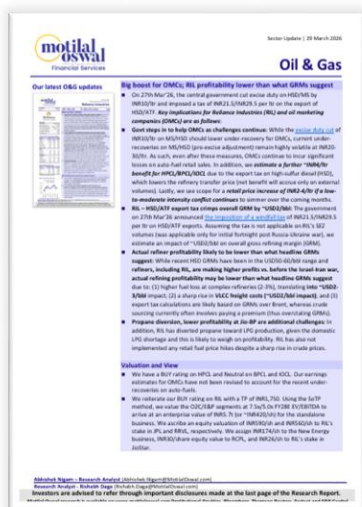 Sector Update | 29 March 2026
motilal
oswal
Financial Services
Oil & Gas
Our latest O&G updates
Big boost for OMCs; RIL profitability lower than what GRMs suggest
On 27th Mar'26, the central government cut excise duty on HSD/MS by
INR10/ltr and imposed a tax of INR21.5/INR29.5 per ltr on the export of
HSD/ATF. Key implications for Reliance Industries (RIL) and oil marketing
companies (OMCs) are as follows:
Govt steps in to help OMCs as challenges continue: While the excise duty cut of
INR10/ltr on MS/HSD should lower under-recovery for OMCs, current under-
recoveries on MS/HSD (pre-excise adjustment) remain highly volatile at INR20-
30/ltr. As such, even after these measures, OMCs continue to incur significant
losses on auto-fuel retail sales. In addition, we estimate a further
benefit for HPCL/BPCL/IOCL due to the export tax on high-sulfur diesel (HSD),
which lowers the refinery transfer price (net benefit will accrue only on external
volumes). Lastly, we see scope for a retail price increase of INR2-4/ltr if a low-
to-moderate intensity conflict continues to simmer over the coming months.
RIL – HSD/ATF export tax crimps overall GRM by ~USD2/bbl: The government
on 27th Mar'26 announced the imposition of a windfall tax of INR21.5/INR29.5
per ltr on HSD/ATF exports. Assuming the tax is not applicable on RIL's SEZ
volumes (was applicable only for initial fortnight post Russia-Ukraine war), we
estimate an impact of ~USD2/bbl on overall gross refining margin (GRM).
Actual refiner profitability likely to be lower than what headline GRMs
suggest: While recent HSD GRMs have been in the USD50-60/bbl range and
refiners, including RIL, are making higher profits vs. before the Israel-Iran war,
actual refining profitability may be lower than what headline GRMs suggest
due to: (1) higher fuel loss at complex refineries (2-3%), translating into ~USD2-
3/bbl impact; (2) a sharp rise in VLCC freight costs (~USD2/bbl impact); and (3)
export tax calculations are likely based on GRMs over Brent, whereas crude
sourcing currently often involves paying a premium (thus overstating GRMs).
Propane diversion, lower profitability at Jio-BP are additional challenges: In
addition, RIL has diverted propane toward LPG production, given the domestic
LPG shortage and this is likely to weigh on profitability. RIL has also not
implemented any retail fuel price hikes despite a sharp rise in crude prices.
Valuation and View
We have a BUY rating on HPCL and Neutral on BPCL and IOCL. Our earnings
estimates for OMCs have not been revised to account for the recent under-
recoveries on auto-fuels.
We reiterate our BUY rating on RIL with a TP of INR1,750. Using the SoTP
method, we value the O2C/E&P segments at 7.5x/5.0x FY28E EV/EBITDA to
arrive at an enterprise value of INR5.7t (or ~INR420/sh) for the standalone
business. We ascribe an equity valuation of INR590/sh and INR560/sh to RIL's
stake in JPL and RRVL, respectively. We assign INR174/sh to the New Energy
business, INR30/share equity value to RCPL, and INR26/sh to RIL's stake in
JioStar.
Abhishek Nigam – Research Analyst (Abhishek.Nigam@MotilalOswal.com)
Research Analyst - Rishabh Daga (Rishabh.Daga@MotilalOswal.com)
Investors are advised to refer through important disclosures made at the last page of the Research Report.